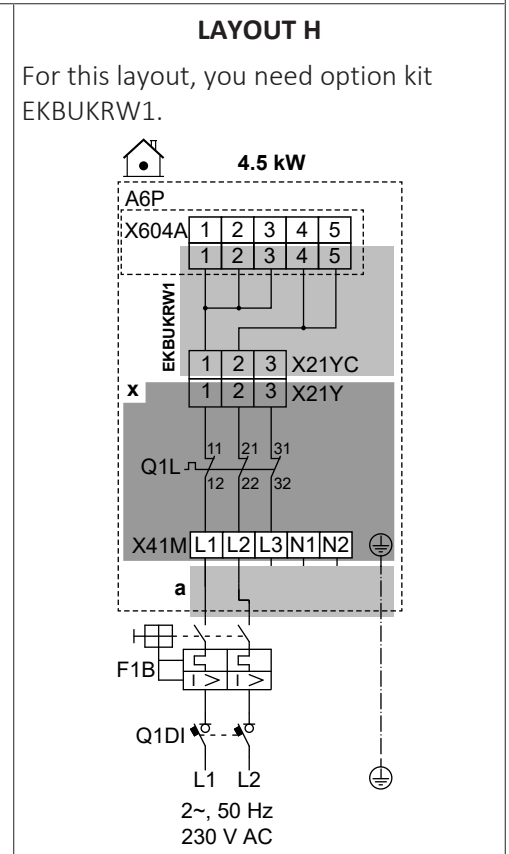 LAYOUT H
For this layout, you need option kit
EKBUKRW1.
4.5 kW
A6P
X604A 1 2 3 4 5
1 2 3 4 5
EKBUKRW1
1 2 3 X21YC
x 1 2 3 X21Y
11 21 31
Q1L
12 22 32
X41M L1 L2 L3 N1 N2
a
F1B
I > I >
Q1DI
L1 L2
2~, 50 Hz
230 V AC